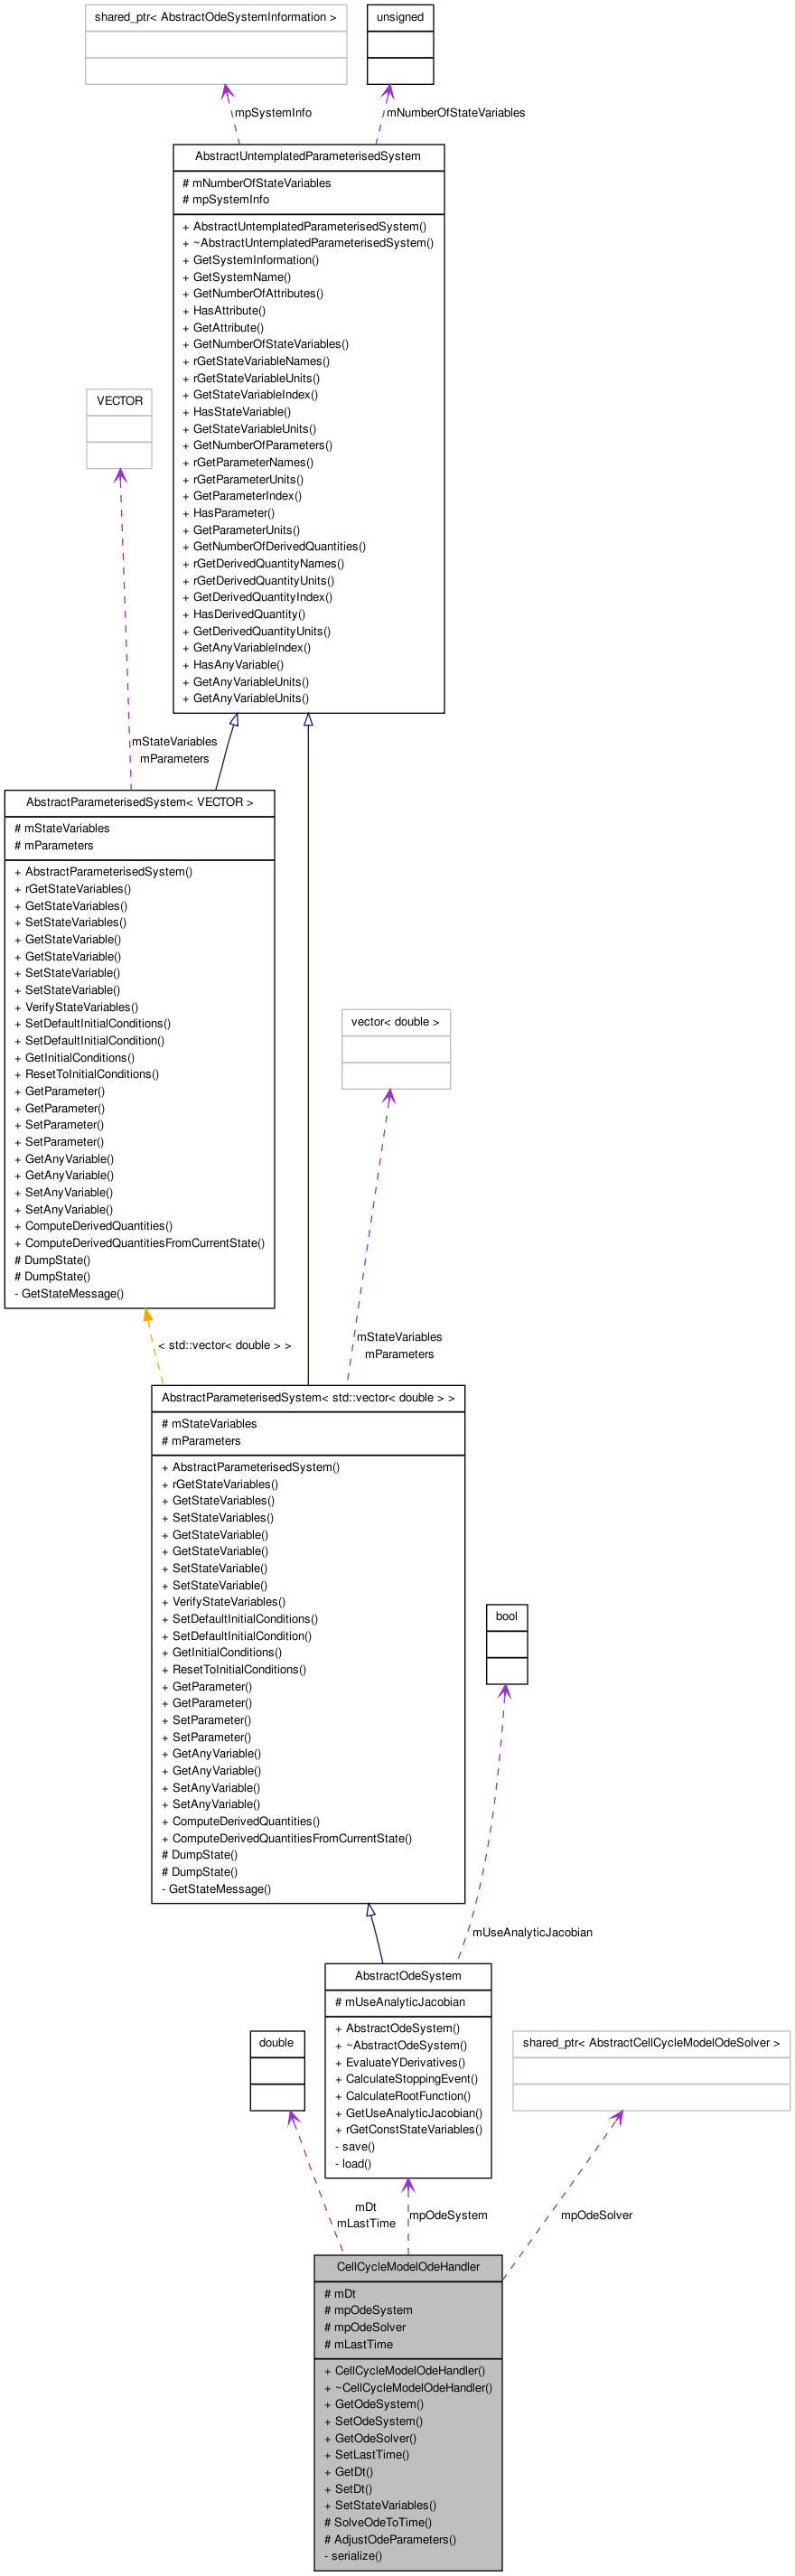 shared_ptr< AbstractOdeSystemInformation >
unsigned
mpSystemInfo
mNumberOfStateVariables
AbstractUntemplatedParameterisedSystem
# mNumberOfStateVariables
# mpSystemInfo
+ AbstractUntemplatedParameterisedSystem()
+ ~AbstractUntemplatedParameterisedSystem()
+ GetSystemInformation()
+ GetSystemName()
+ GetNumberOfAttributes()
+ HasAttribute()
+ GetAttribute()
+ GetNumberOfStateVariables()
+ rGetStateVariableNames()
+ rGetStateVariableUnits()
+ GetStateVariableIndex()
+ HasStateVariable()
+ GetStateVariableUnits()
+ GetNumberOfParameters()
+ rGetParameterNames()
+ rGetParameterUnits()
+ GetParameterIndex()
+ HasParameter()
+ GetParameterUnits()
+ GetNumberOfDerivedQuantities()
+ rGetDerivedQuantityNames()
+ rGetDerivedQuantityUnits()
+ GetDerivedQuantityIndex()
+ HasDerivedQuantity()
+ GetDerivedQuantityUnits()
+ GetAnyVariableIndex()
+ HasAnyVariable()
+ GetAnyVariableUnits()
+ GetAnyVariableUnits()
VECTOR
mStateVariables
mParameters
AbstractParameterisedSystem< VECTOR >
# mStateVariables
# mParameters
+ AbstractParameterisedSystem()
+ rGetStateVariables()
+ GetStateVariables()
+ SetStateVariables()
+ GetStateVariable()
+ GetStateVariable()
+ SetStateVariable()
+ SetStateVariable()
+ VerifyStateVariables()
+ SetDefaultInitialConditions()
+ SetDefaultInitialCondition()
+ GetInitialConditions()
+ ResetToInitialConditions()
+ GetParameter()
+ GetParameter()
+ SetParameter()
+ SetParameter()
+ GetAnyVariable()
+ GetAnyVariable()
+ SetAnyVariable()
+ SetAnyVariable()
+ ComputeDerivedQuantities()
+ ComputeDerivedQuantitiesFromCurrentState()
# DumpState()
# DumpState()
- GetStateMessage()
vector< double >
mStateVariables
mParameters
< std::vector< double > >
AbstractParameterisedSystem< std::vector< double > >
# mStateVariables
# mParameters
+ AbstractParameterisedSystem()
+ rGetStateVariables()
+ GetStateVariables()
+ SetStateVariables()
+ GetStateVariable()
+ GetStateVariable()
+ SetStateVariable()
+ SetStateVariable()
+ VerifyStateVariables()
+ SetDefaultInitialConditions()
+ SetDefaultInitialCondition()
+ GetInitialConditions()
+ ResetToInitialConditions()
+ GetParameter()
+ GetParameter()
+ SetParameter()
+ SetParameter()
+ GetAnyVariable()
+ GetAnyVariable()
+ SetAnyVariable()
+ SetAnyVariable()
+ ComputeDerivedQuantities()
+ ComputeDerivedQuantitiesFromCurrentState()
# DumpState()
# DumpState()
- GetStateMessage()
bool
mUseAnalyticJacobian
AbstractOdeSystem
# mUseAnalyticJacobian
+ AbstractOdeSystem()
+ ~AbstractOdeSystem()
+ EvaluateYDerivatives()
+ CalculateStoppingEvent()
+ CalculateRootFunction()
+ GetUseAnalyticJacobian()
+ rGetConstStateVariables()
- save()
- load()
double
shared_ptr< AbstractCellCycleModelOdeSolver >
mDt
mLastTime
mpOdeSystem
mpOdeSolver
CellCycleModelOdeHandler
# mDt
# mpOdeSystem
# mpOdeSolver
# mLastTime
+ CellCycleModelOdeHandler()
+ ~CellCycleModelOdeHandler()
+ GetOdeSystem()
+ SetOdeSystem()
+ GetOdeSolver()
+ SetLastTime()
+ GetDt()
+ SetDt()
+ SetStateVariables()
# SolveOdeToTime()
# AdjustOdeParameters()
- serialize()